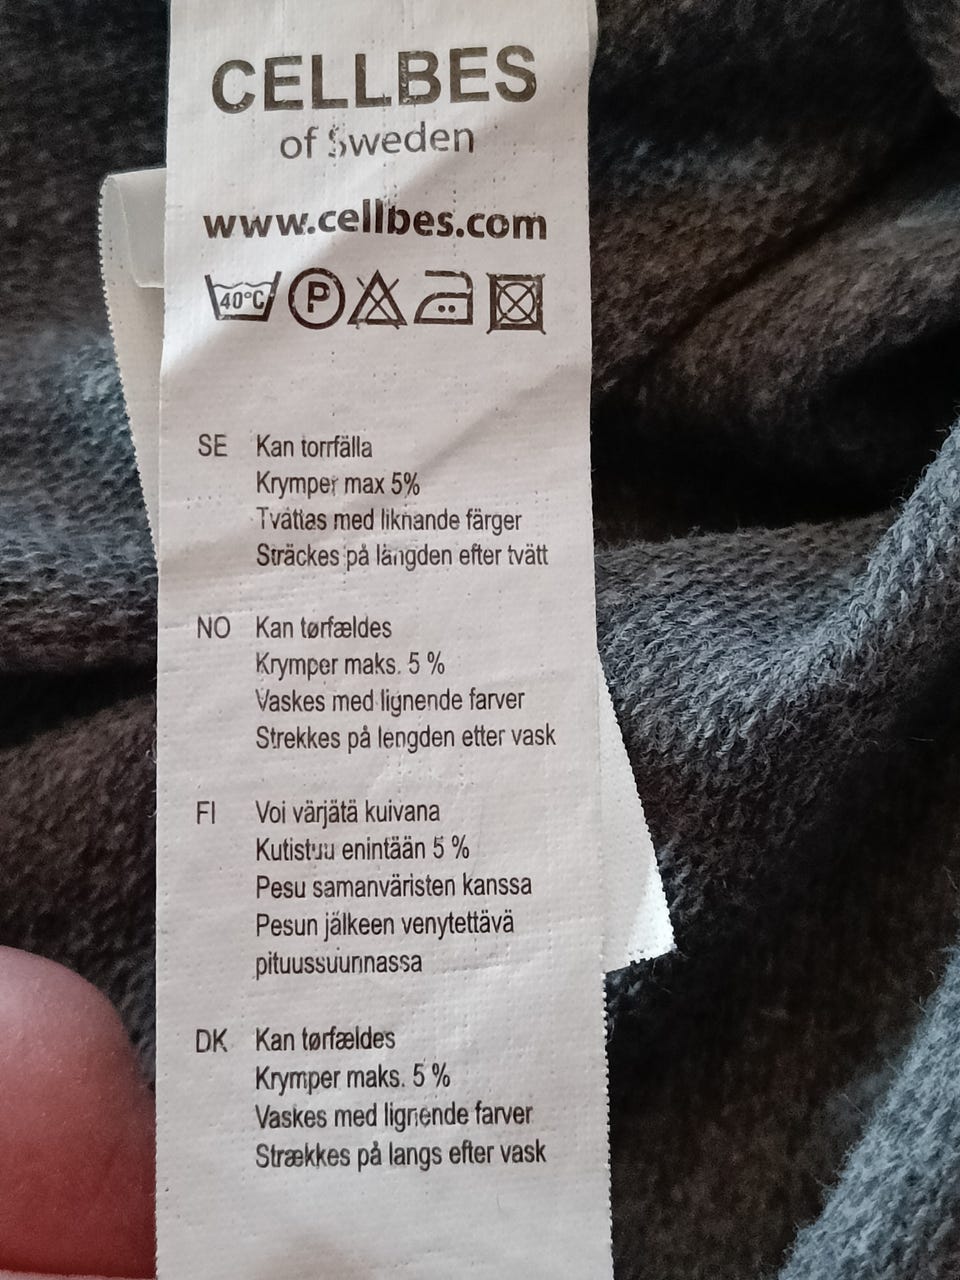 CELLBES
of Sweden
www.cellbes.com
40°C P
SE Kan torrfälla
Krymper max 5%
Tvättas med liknande färger
Sträckes på längden efter tvätt
NO Kan tørfældes
Krymper maks. 5 %
Vaskes med lignende farver
Strekkes på lengden etter vask
FI Voi värjätä kuivana
Kutistuu enintään 5 %
Pesu samanväristen kanssa
Pesun jälkeen venytettävä
pituussuunnassa
DK Kan tørfældes
Krymper maks. 5 %
Vaskes med lignende farver
Strækkes på langs efter vask